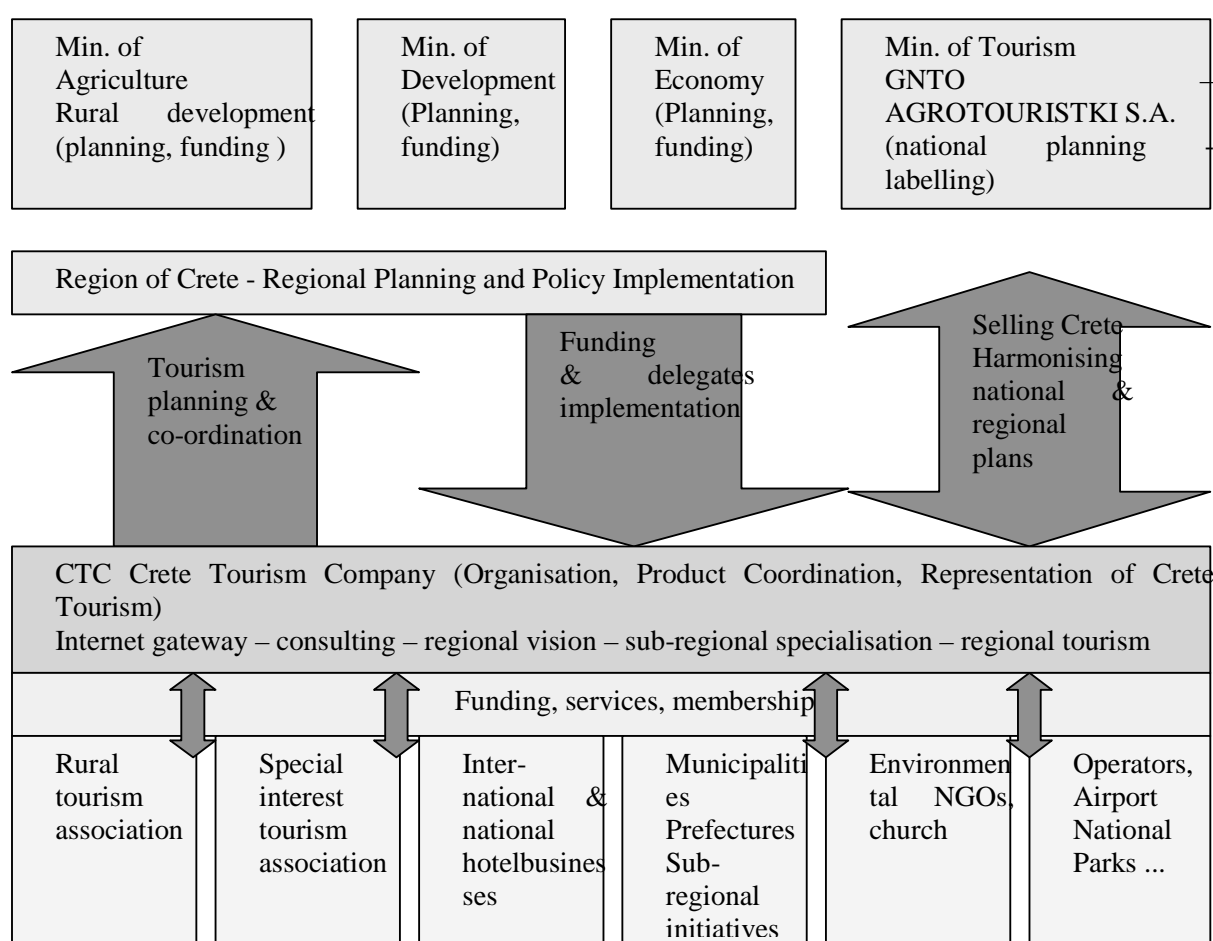 Min. of
Agriculture
Rural development
(planning, funding )
Min. of
Development
(Planning,
funding)
Min. of
Economy
(Planning,
funding)
Min. of Tourism
GNTO –
AGROTOURISTKI S.A.
(national planning -
labelling)
Region of Crete - Regional Planning and Policy Implementation
Tourism
planning &
co-ordination
Funding
& delegates
implementation
Selling Crete
Harmonising
national &
regional
plans
CTC Crete Tourism Company (Organisation, Product Coordination, Representation of Crete
Tourism)
Internet gateway – consulting – regional vision – sub-regional specialisation – regional tourism
Funding, services, membership
Rural
tourism
association
Special
interest
tourism
association
Inter-
national &
national
hotelbusines
ses
Municipaliti
es
Prefectures
Sub-
regional
initiatives
Environmen
tal NGOs,
church
Operators,
Airport
National
Parks ...